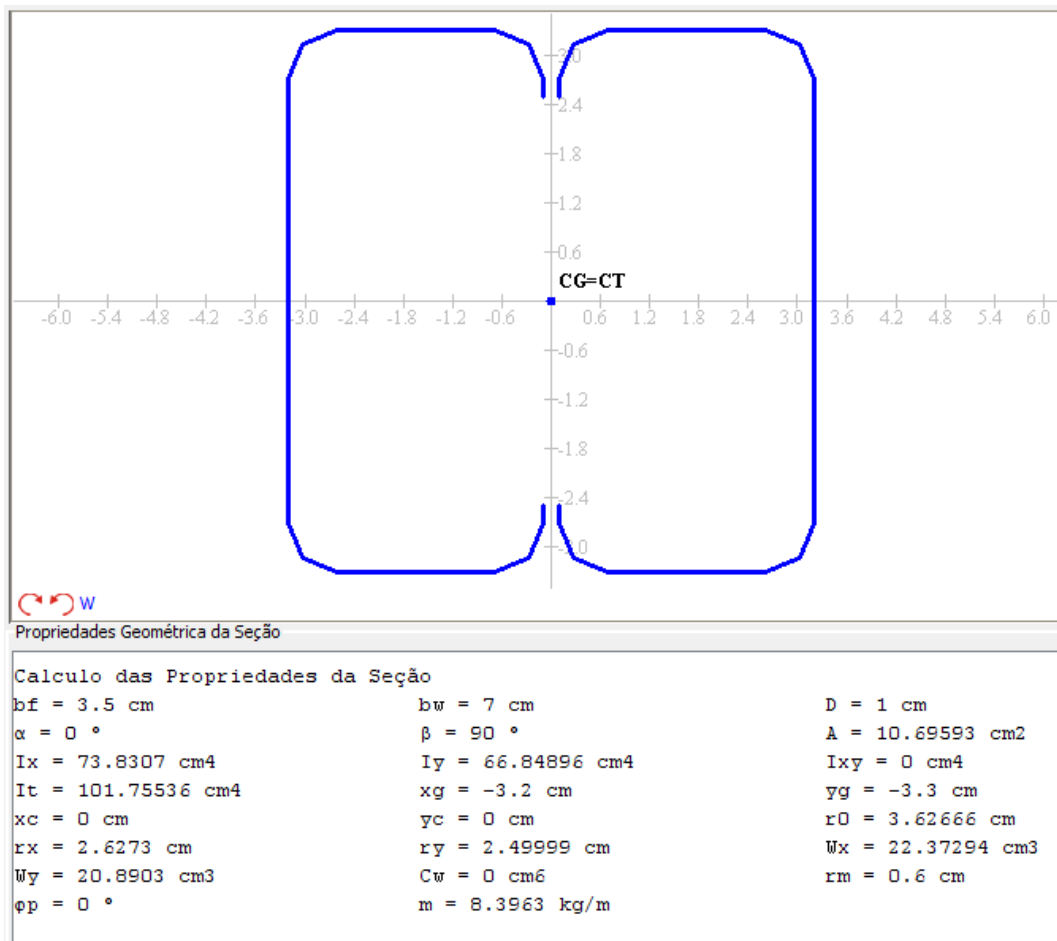 3.0
2.4
1.8
1.2
0.6
CG=CT
-6.0 -5.4 -4.8 -4.2 -3.6 -3.0 -2.4 -1.8 -1.2 -0.6 0.6 1.2 1.8 2.4 3.0 3.6 4.2 4.8 5.4 6.0
-0.6
-1.2
-1.8
-2.4
-3.0
W
Propriedades Geométrica da Seção
Calculo das Propriedades da Seção
bf = 3.5 cm bw = 7 cm D = 1 cm
α = 0 ° β = 90 ° A = 10.69593 cm2
Ix = 73.8307 cm4 Iy = 66.84896 cm4 Ixy = 0 cm4
It = 101.75536 cm4 xg = -3.2 cm yg = -3.3 cm
xc = 0 cm yc = 0 cm r0 = 3.62666 cm
rx = 2.6273 cm ry = 2.49999 cm Wx = 22.37294 cm3
Wy = 20.8903 cm3 Cw = 0 cm6 rm = 0.6 cm
φp = 0 ° m = 8.3963 kg/m